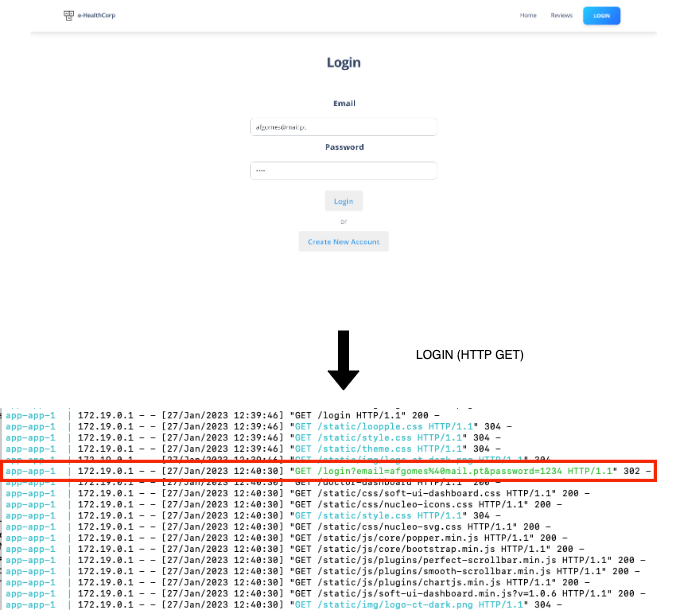 e-HealthCorp
Home Reviews LOGIN
Login
Email
afgomes@mail.pt
Password
....
Login
or
Create New Account
LOGIN (HTTP GET)
app-app-1 | 172.19.0.1 - - [27/Jan/2023 12:39:46] "GET /login HTTP/1.1" 200 -
app-app-1 | 172.19.0.1 - - [27/Jan/2023 12:39:46] "GET /static/loopple.css HTTP/1.1" 304 -
app-app-1 | 172.19.0.1 - - [27/Jan/2023 12:39:46] "GET /static/style.css HTTP/1.1" 304 -
app-app-1 | 172.19.0.1 - - [27/Jan/2023 12:39:46] "GET /static/theme.css HTTP/1.1" 304 -
app-app-1 | 172.19.0.1 - - [27/Jan/2023 12:39:46] "GET /static/img/logo-ct-dark.png HTTP/1.1" 304 -
app-app-1 | 172.19.0.1 - - [27/Jan/2023 12:40:30] "GET /login?email=afgomes%40mail.pt&password=1234 HTTP/1.1" 302 -
app-app-1 | 172.19.0.1 - - [27/Jan/2023 12:40:30] "GET /doctor-dashboard HTTP/1.1" 200 -
app-app-1 | 172.19.0.1 - - [27/Jan/2023 12:40:30] "GET /static/css/soft-ui-dashboard.css HTTP/1.1" 200 -
app-app-1 | 172.19.0.1 - - [27/Jan/2023 12:40:30] "GET /static/css/nucleo-icons.css HTTP/1.1" 200 -
app-app-1 | 172.19.0.1 - - [27/Jan/2023 12:40:30] "GET /static/style.css HTTP/1.1" 304 -
app-app-1 | 172.19.0.1 - - [27/Jan/2023 12:40:30] "GET /static/css/nucleo-svg.css HTTP/1.1" 200 -
app-app-1 | 172.19.0.1 - - [27/Jan/2023 12:40:30] "GET /static/js/core/popper.min.js HTTP/1.1" 200 -
app-app-1 | 172.19.0.1 - - [27/Jan/2023 12:40:30] "GET /static/js/core/bootstrap.min.js HTTP/1.1" 200 -
app-app-1 | 172.19.0.1 - - [27/Jan/2023 12:40:30] "GET /static/js/plugins/perfect-scrollbar.min.js HTTP/1.1" 200 -
app-app-1 | 172.19.0.1 - - [27/Jan/2023 12:40:30] "GET /static/js/plugins/smooth-scrollbar.min.js HTTP/1.1" 200 -
app-app-1 | 172.19.0.1 - - [27/Jan/2023 12:40:30] "GET /static/js/plugins/chartjs.min.js HTTP/1.1" 200 -
app-app-1 | 172.19.0.1 - - [27/Jan/2023 12:40:30] "GET /static/js/soft-ui-dashboard.min.js?v=1.0.6 HTTP/1.1" 200 -
app-app-1 | 172.19.0.1 - - [27/Jan/2023 12:40:30] "GET /static/img/logo-ct-dark.png HTTP/1.1" 304 -